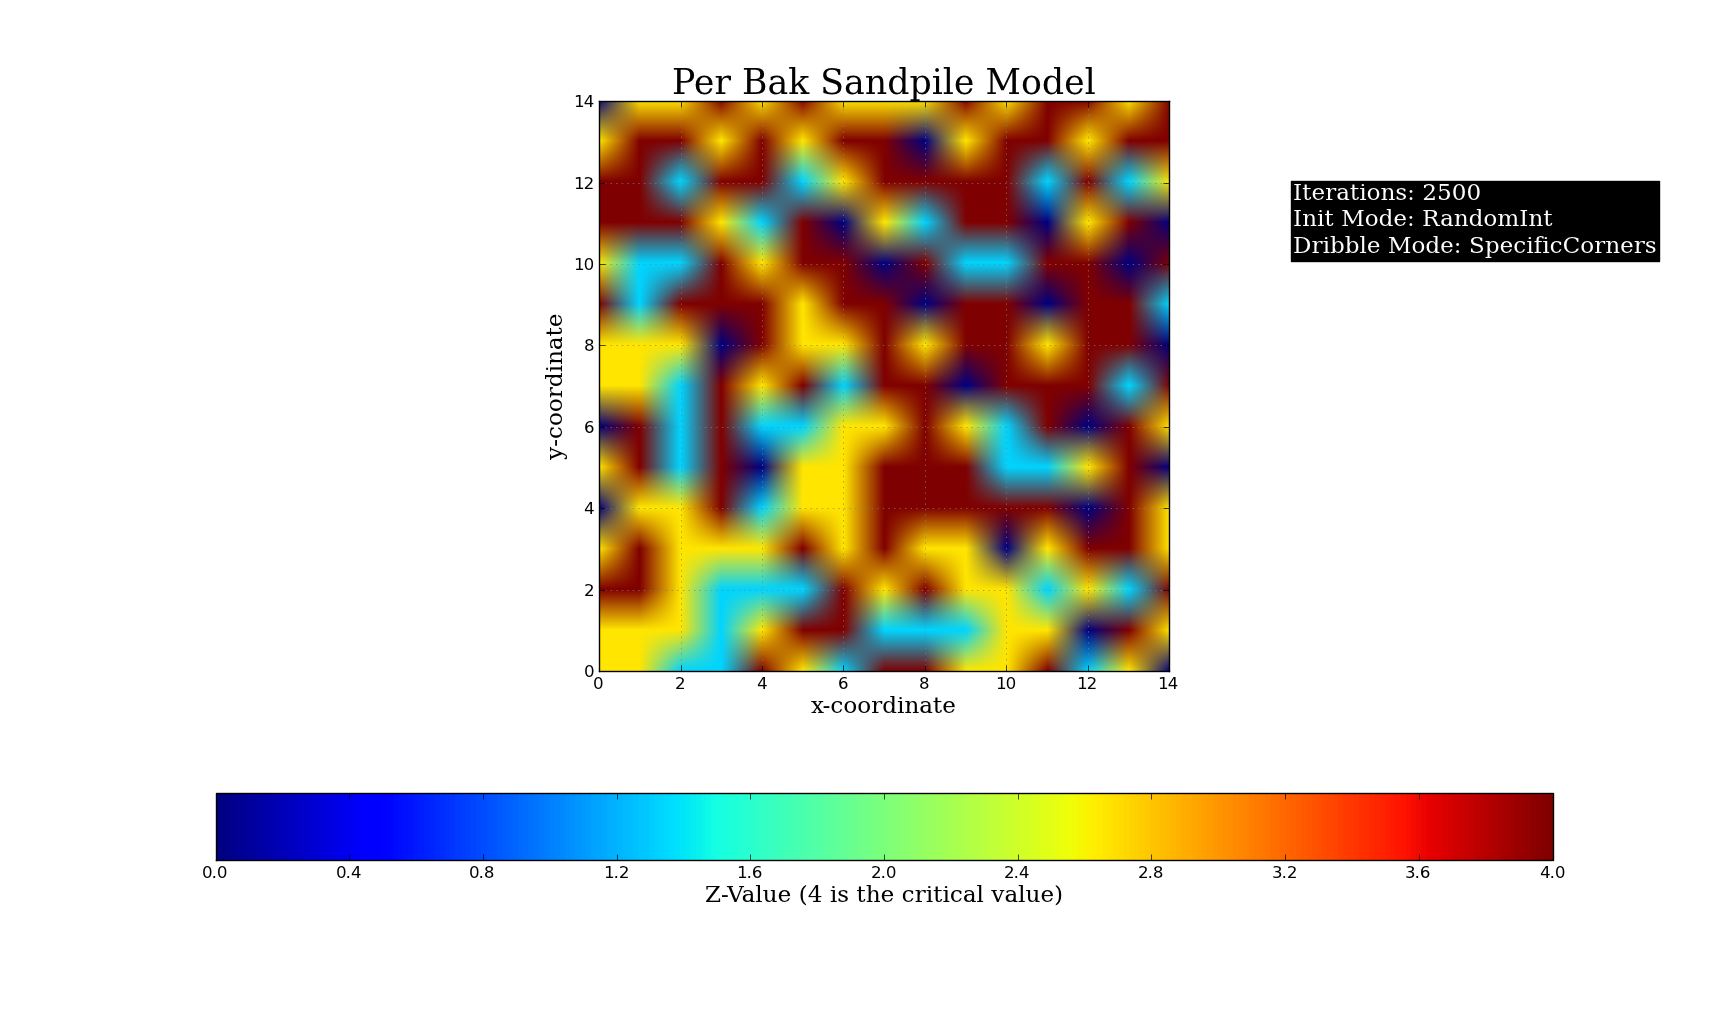 Per Bak Sandpile Model
14
12
10
8
6
4
2
0
y-coordinate
0 2 4 6 8 10 12 14
x-coordinate
Iterations: 2500
Init Mode: RandomInt
Dribble Mode: SpecificCorners
0.0 0.4 0.8 1.2 1.6 2.0 2.4 2.8 3.2 3.6 4.0
Z-Value (4 is the critical value)